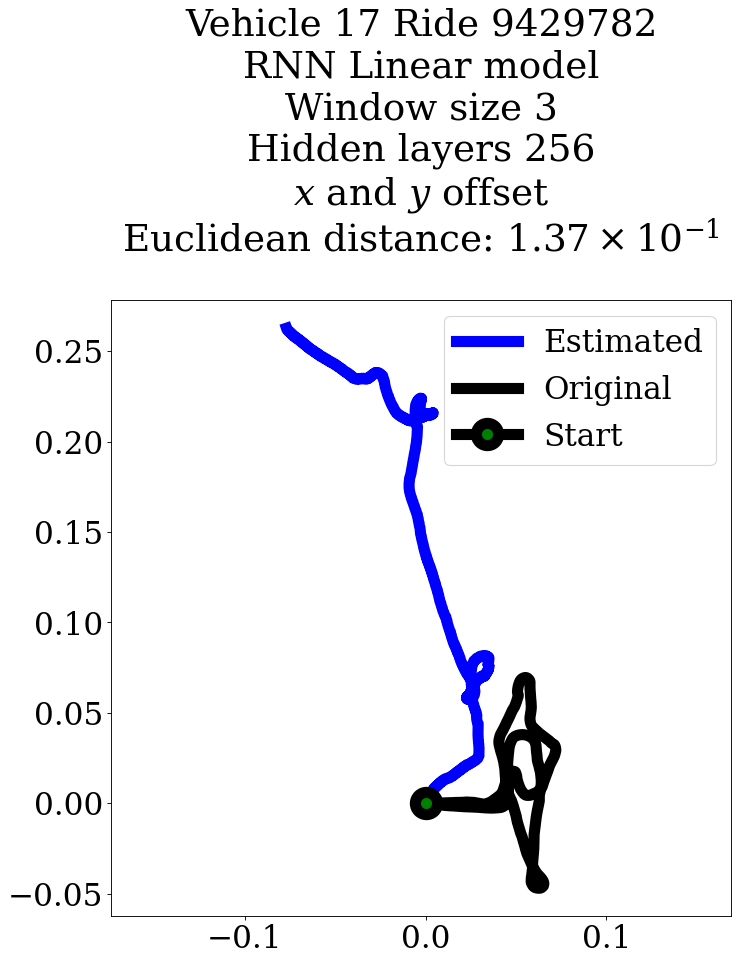 Vehicle 17 Ride 9429782
RNN Linear model
Window size 3
Hidden layers 256
x and y offset
Euclidean distance: 1.37 × 10⁻¹
Estimated
Original
Start
0.25
0.20
0.15
0.10
0.05
0.00
−0.05
−0.1 0.0 0.1